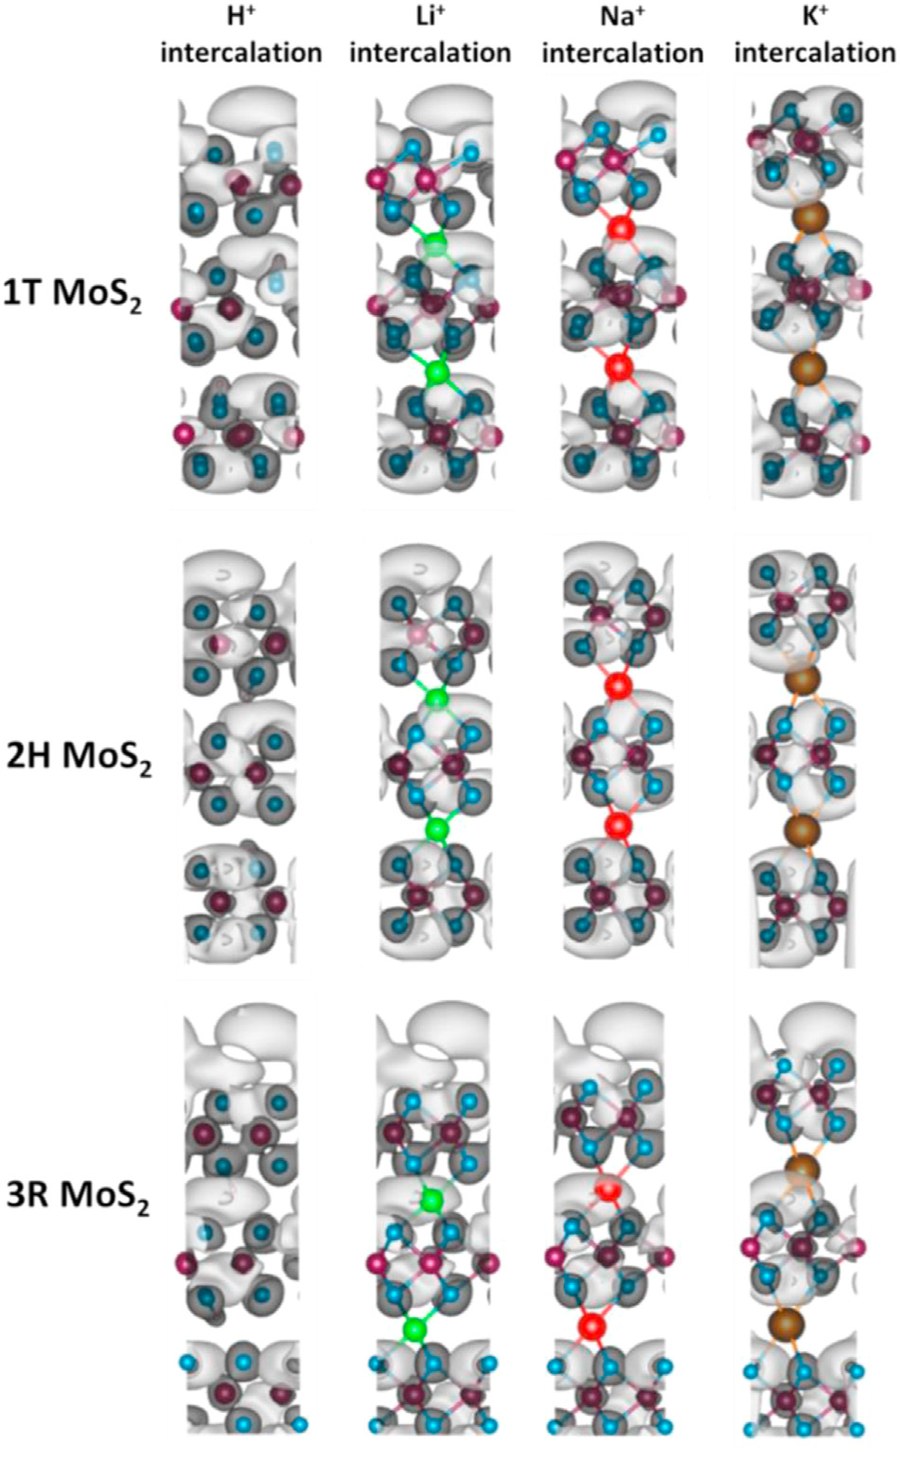 H⁺ intercalation
Li⁺ intercalation
Na⁺ intercalation
K⁺ intercalation
1T MoS₂
2H MoS₂
3R MoS₂